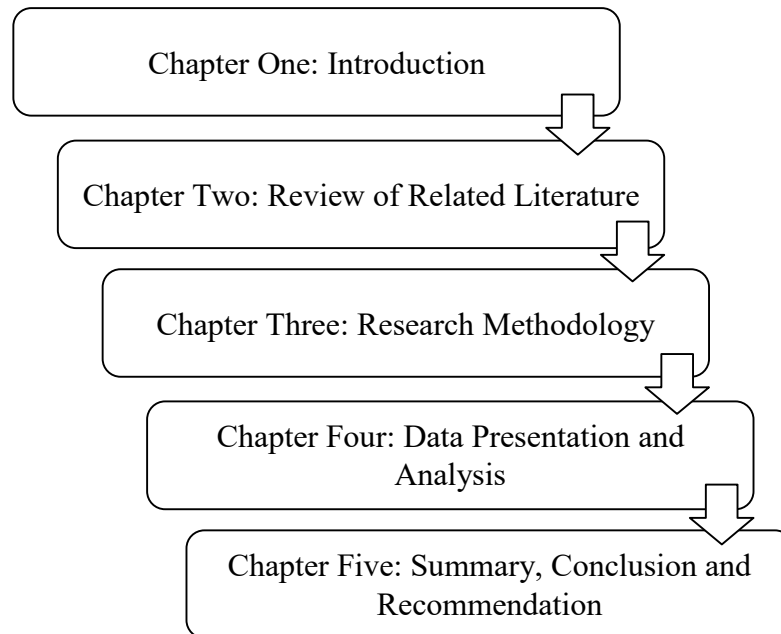 Chapter One: Introduction
Chapter Two: Review of Related Literature
Chapter Three: Research Methodology
Chapter Four: Data Presentation and
Analysis
Chapter Five: Summary, Conclusion and
Recommendation